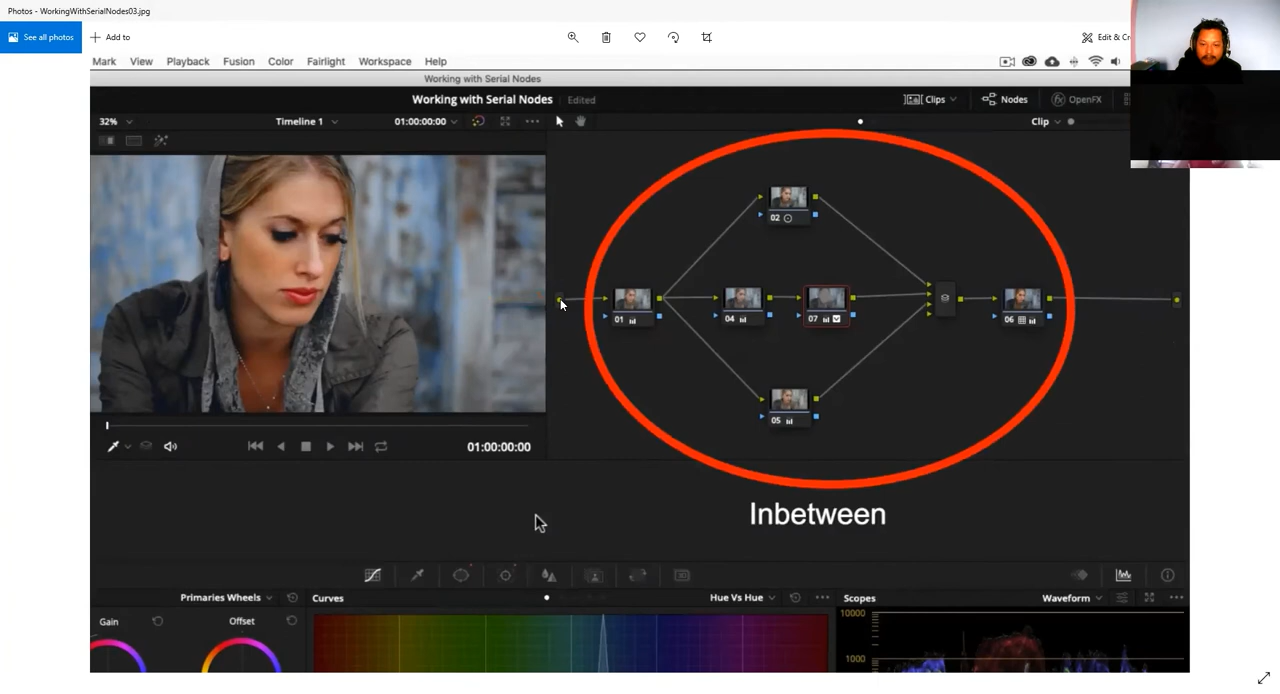 Photos - WorkingWithSerialNodes03.jpg
See all photos
Add to
Edit & Cr
Mark View Playback Fusion Color Fairlight Workspace Help
Working with Serial Nodes
Working with Serial Nodes Edited
Clips Nodes OpenFX
32% Timeline 1 01:00:00:00 Clip
02
01
04
07
06
05
01:00:00:00
Inbetween
Primaries Wheels Curves Hue Vs Hue Scopes Waveform
Gain Offset
10000
1000